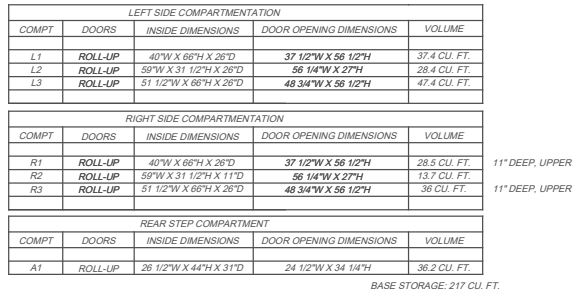 LEFT SIDE COMPARTMENTATION
COMPT DOORS INSIDE DIMENSIONS DOOR OPENING DIMENSIONS VOLUME
L1 ROLL-UP 40"W X 66"H X 26"D 37 1/2"W X 56 1/2"H 37.4 CU. FT.
L2 ROLL-UP 59"W X 31 1/2"H X 26"D 56 1/4"W X 27"H 28.4 CU. FT.
L3 ROLL-UP 51 1/2"W X 66"H X 26"D 48 3/4"W X 56 1/2"H 47.4 CU. FT.
RIGHT SIDE COMPARTMENTATION
COMPT DOORS INSIDE DIMENSIONS DOOR OPENING DIMENSIONS VOLUME
R1 ROLL-UP 40"W X 66"H X 26"D 37 1/2"W X 56 1/2"H 28.5 CU. FT. 11" DEEP, UPPER
R2 ROLL-UP 59"W X 31 1/2"H X 11"D 56 1/4"W X 27"H 13.7 CU. FT.
R3 ROLL-UP 51 1/2"W X 66"H X 26"D 48 3/4"W X 56 1/2"H 36 CU. FT. 11" DEEP, UPPER
REAR STEP COMPARTMENT
COMPT DOORS INSIDE DIMENSIONS DOOR OPENING DIMENSIONS VOLUME
A1 ROLL-UP 26 1/2"W X 44"H X 31"D 24 1/2"W X 34 1/4"H 36.2 CU. FT.
BASE STORAGE: 217 CU. FT.